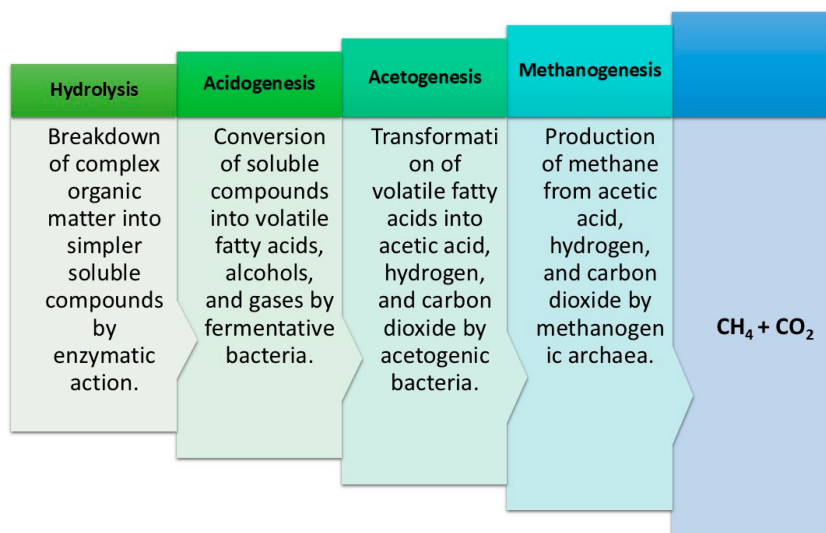 Hydrolysis
Breakdown
of complex
organic
matter into
simpler
soluble
compounds
by
enzymatic
action.
Acidogenesis
Conversion
of soluble
compounds
into volatile
fatty acids,
alcohols,
and gases by
fermentative
bacteria.
Acetogenesis
Transformati
on of
volatile fatty
acids into
acetic acid,
hydrogen,
and carbon
dioxide by
acetogenic
bacteria.
Methanogenesis
Production
of methane
from acetic
acid,
hydrogen,
and carbon
dioxide by
methanogen
ic archaea.
CH₄ + CO₂